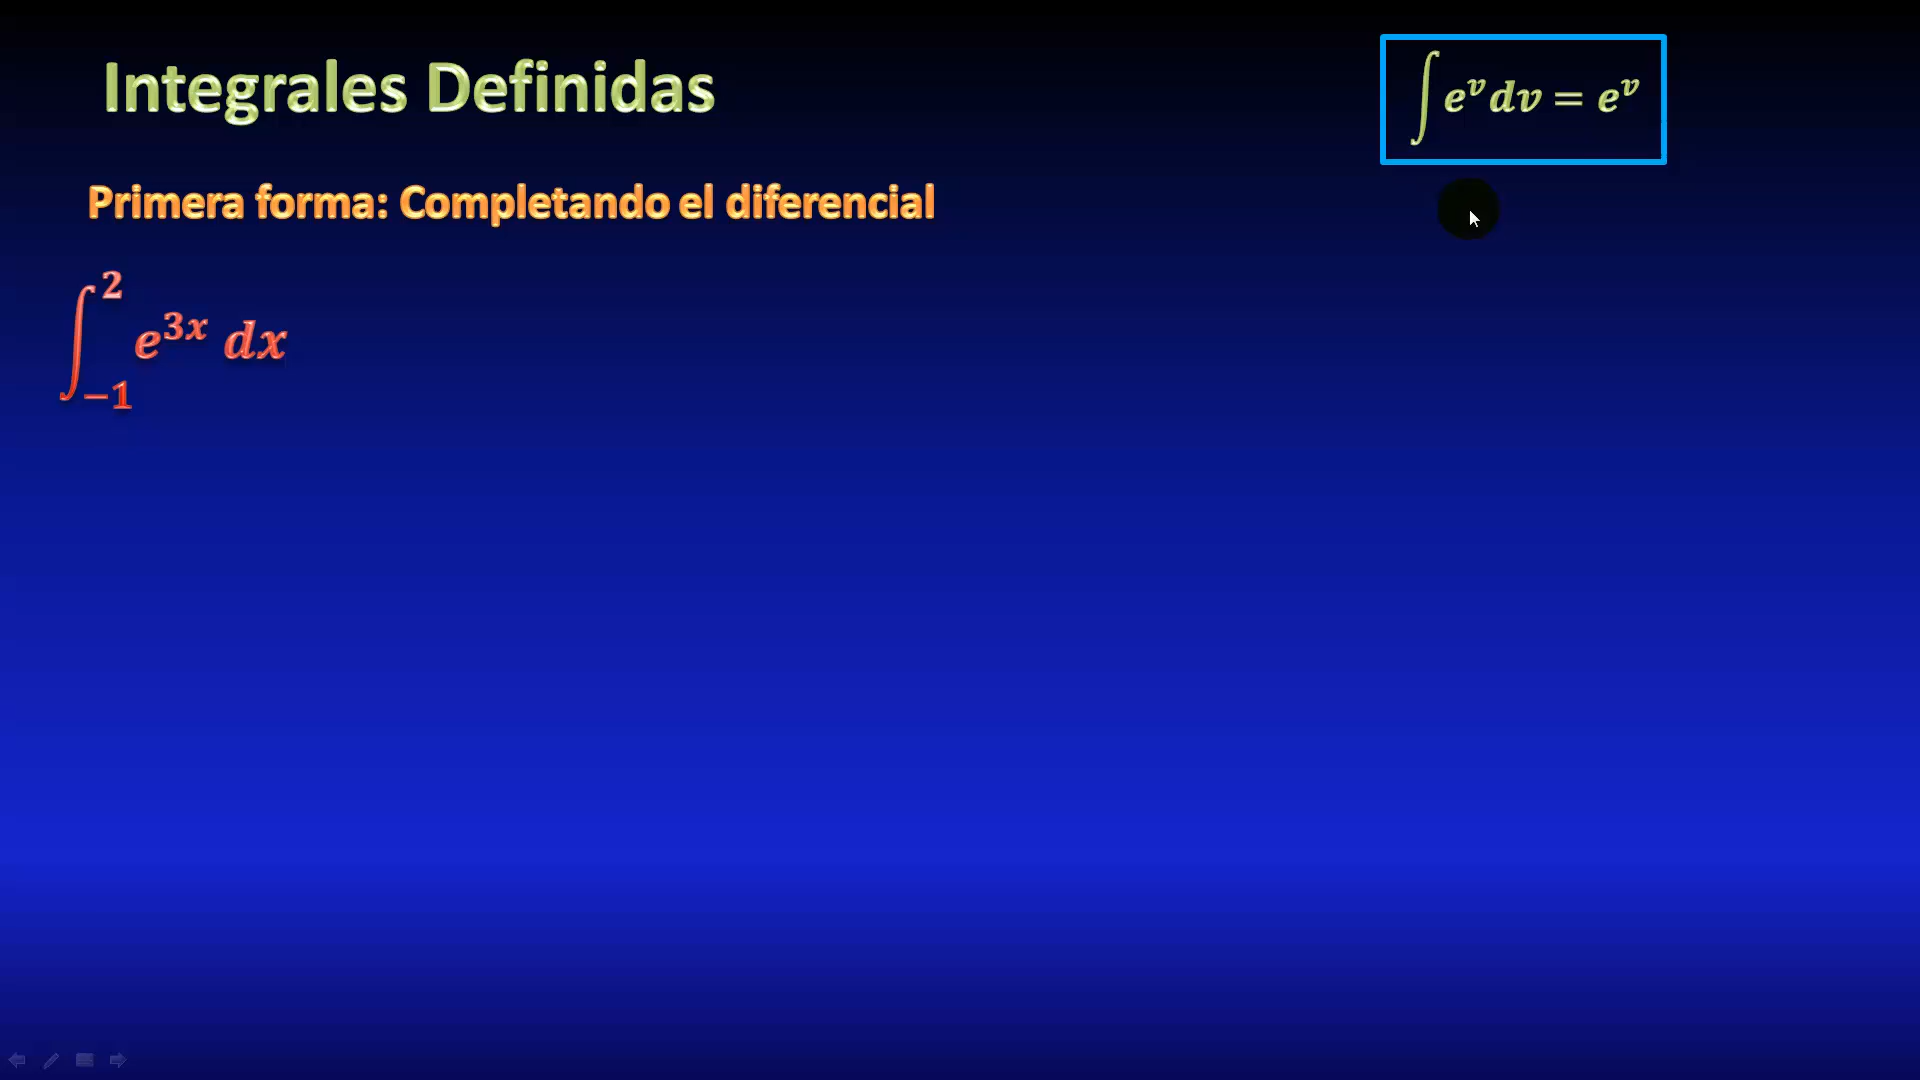 Integrales Definidas
∫ e^v dv = e^v
Primera forma: Completando el diferencial
∫_{-1}^{2} e^{3x} dx